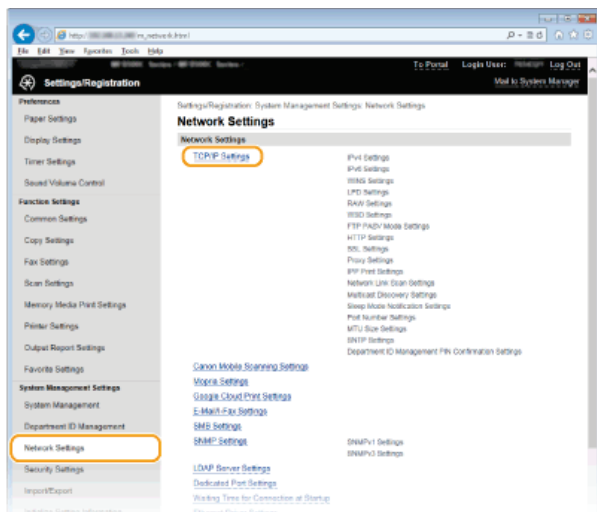 http://
m_network.html
File Edit View Favorites Tools Help
Series /
Series /
To Portal Login User: Log Out
Settings/Registration
Mail to System Manager
Preferences
Paper Settings
Display Settings
Timer Settings
Sound Volume Control
Function Settings
Common Settings
Copy Settings
Fax Settings
Scan Settings
Memory Media Print Settings
Printer Settings
Output Report Settings
Favorite Settings
System Management Settings
System Management
Department ID Management
Network Settings
Security Settings
Import/Export
Settings/Registration: System Management Settings: Network Settings
Network Settings
Network Settings
TCP/IP Settings
IPv4 Settings
IPv6 Settings
WINS Settings
LPD Settings
RAW Settings
WSD Settings
FTP PASV Mode Settings
HTTP Settings
SSL Settings
Proxy Settings
IPP Print Settings
Network Link Scan Settings
Multicast Discovery Settings
Sleep Mode Notification Settings
Port Number Settings
MTU Size Settings
SNTP Settings
Department ID Management PIN Confirmation Settings
Canon Mobile Scanning Settings
Mopria Settings
Google Cloud Print Settings
E-Mail/I-Fax Settings
SMB Settings
SNMP Settings
SNMPv1 Settings
SNMPv3 Settings
LDAP Server Settings
Dedicated Port Settings
Waiting Time for Connection at Startup